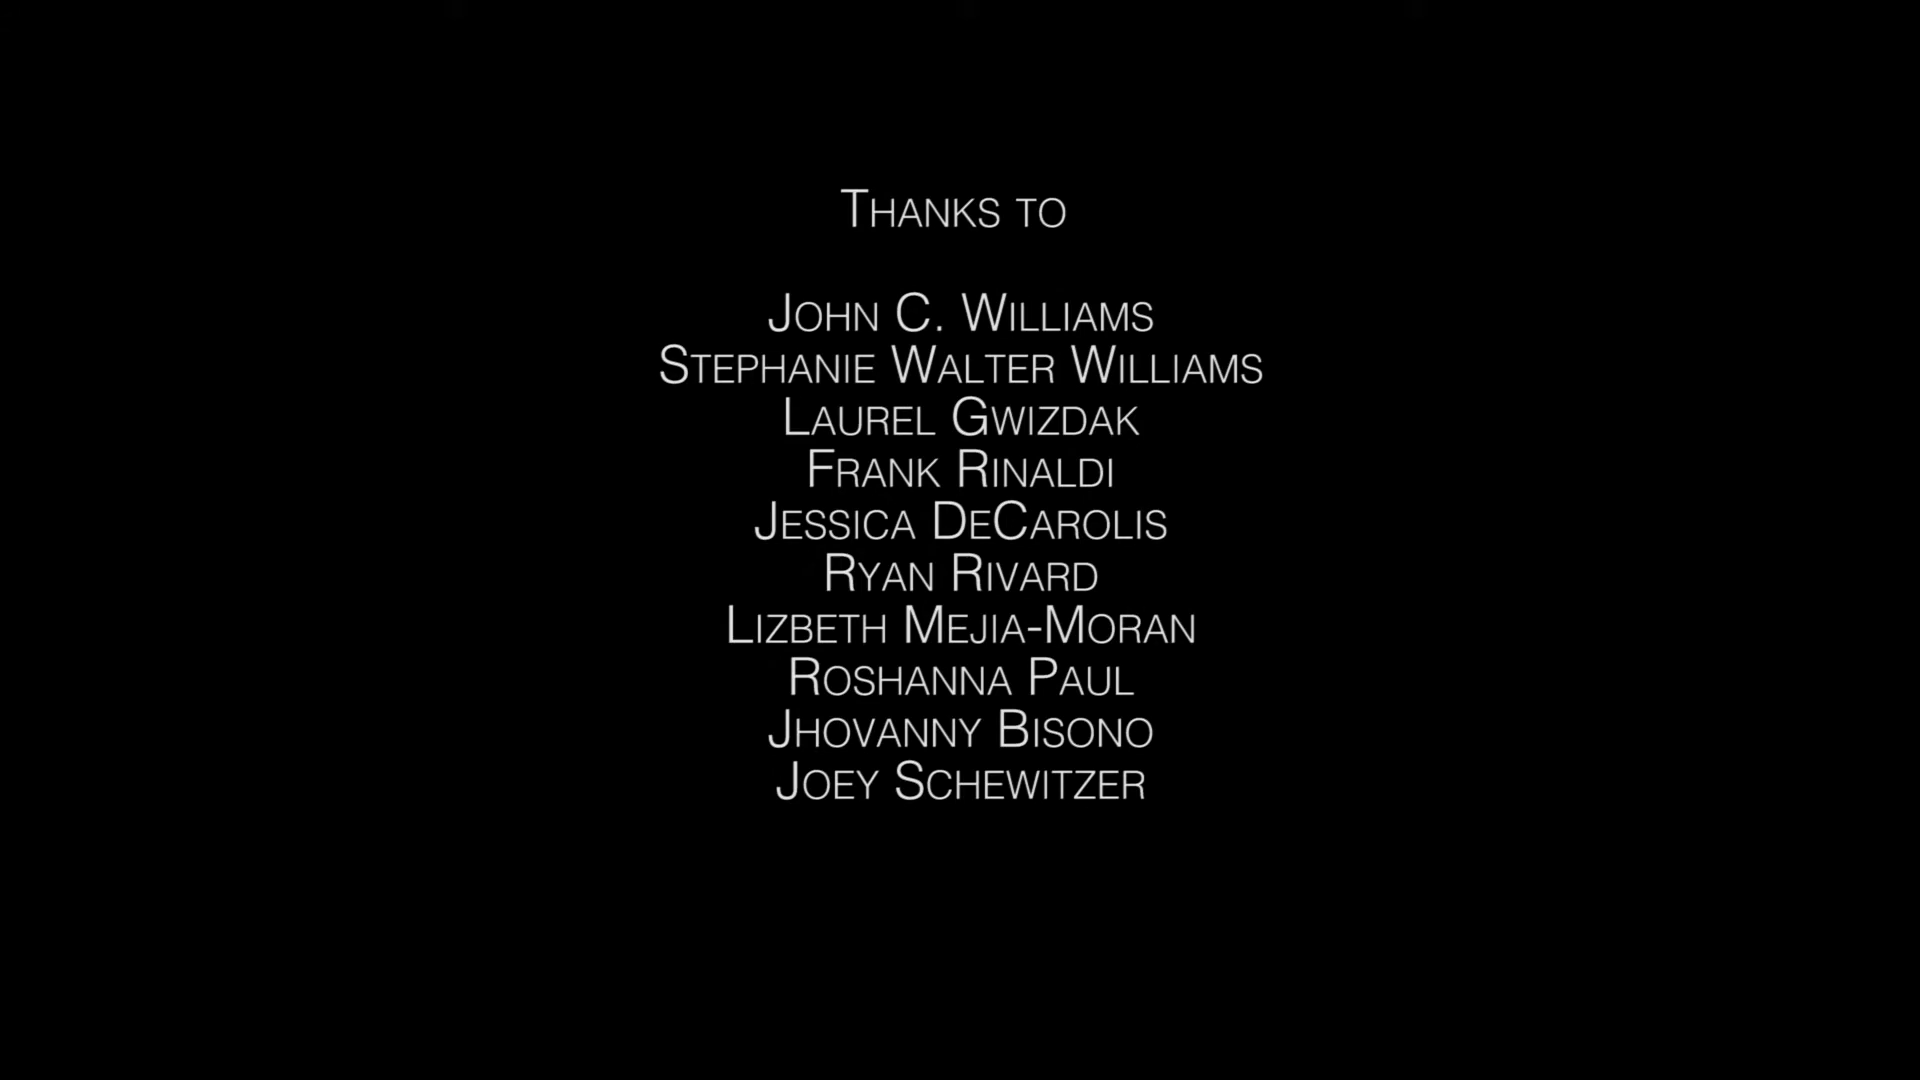 Thanks to
John C. Williams
Stephanie Walter Williams
Laurel Gwizdak
Frank Rinaldi
Jessica DeCarolis
Ryan Rivard
Lizbeth Mejia-Moran
Roshanna Paul
Jhovanny Bisono
Joey Schewitzer